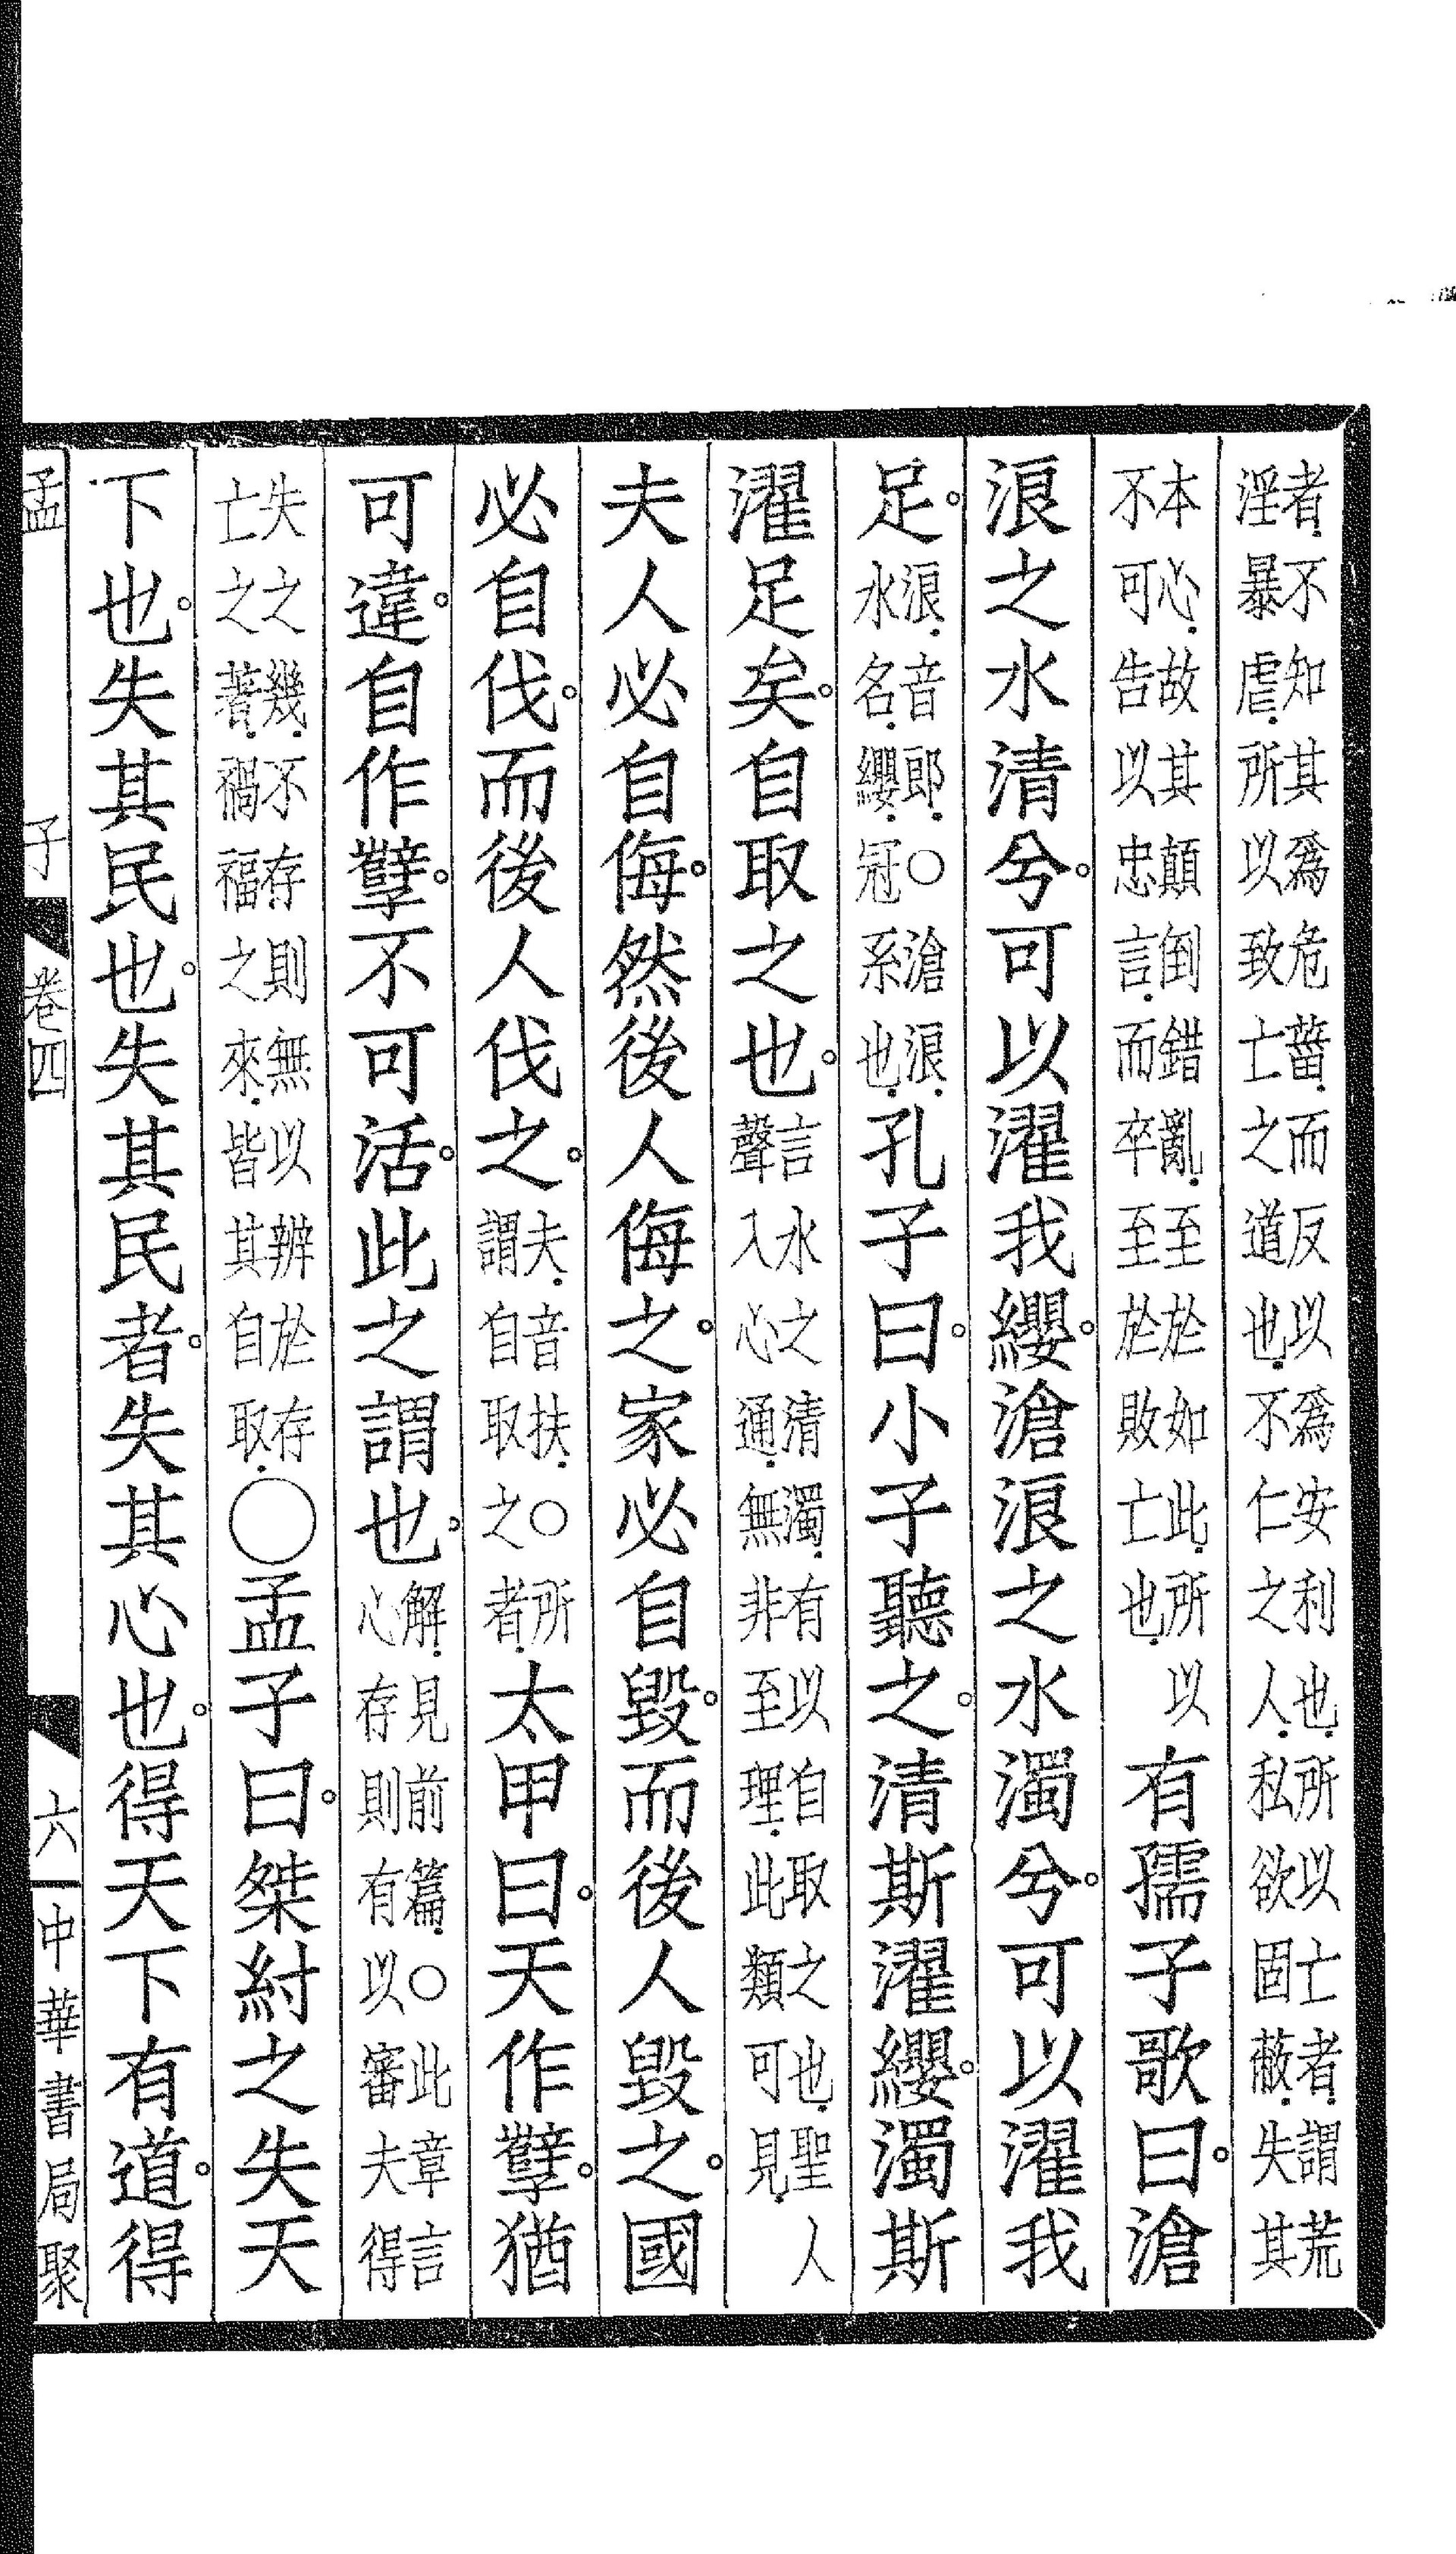 者．不知其爲危菑．而反以爲安利也．所以亡者．謂荒
淫暴虐．所以致亡之道也．不仁之人．私欲固蔽．失其
本心．故其顛倒錯亂．至於如此．所以
不可告以忠言．而卒至於敗亡也．
有孺子歌曰。滄
浪之水清兮。可以濯我纓。滄浪之水濁兮。可以濯我
足。
浪．音郎．○滄浪．
水名．纓．冠系也．
孔子曰。小子聽之。清斯濯纓。濁斯
濯足矣。自取之也。
言水之清濁．有以自取之也．聖人
聲入心通．無非至理．此類可見．
夫人必自侮。然後人侮之。家必自毀。而後人毀之。國
必自伐。而後人伐之。
夫．音扶．○所
謂自取之者．
太甲曰。天作孽。猶
可違。自作孽。不可活。此之謂也。
解．見前篇．○此章言
心存則有以審夫得
失之幾．不存則無以辨於存
亡之著．禍福之來．皆其自取．
○孟子曰。桀紂之失天
下也。失其民也。失其民者。失其心也。得天下有道。得
孟子 卷四 六 中華書局聚